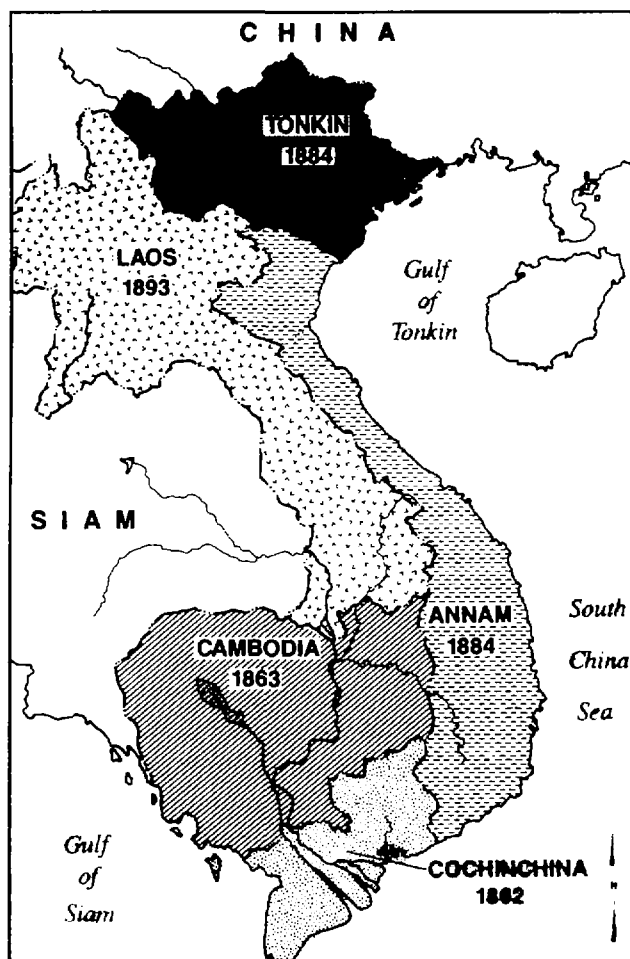 CHINA
TONKIN
1884
LAOS
1893
Gulf
of
Tonkin
SIAM
ANNAM
1884
South
China
Sea
CAMBODIA
1863
Gulf
of
Siam
COCHINCHINA
1862
N